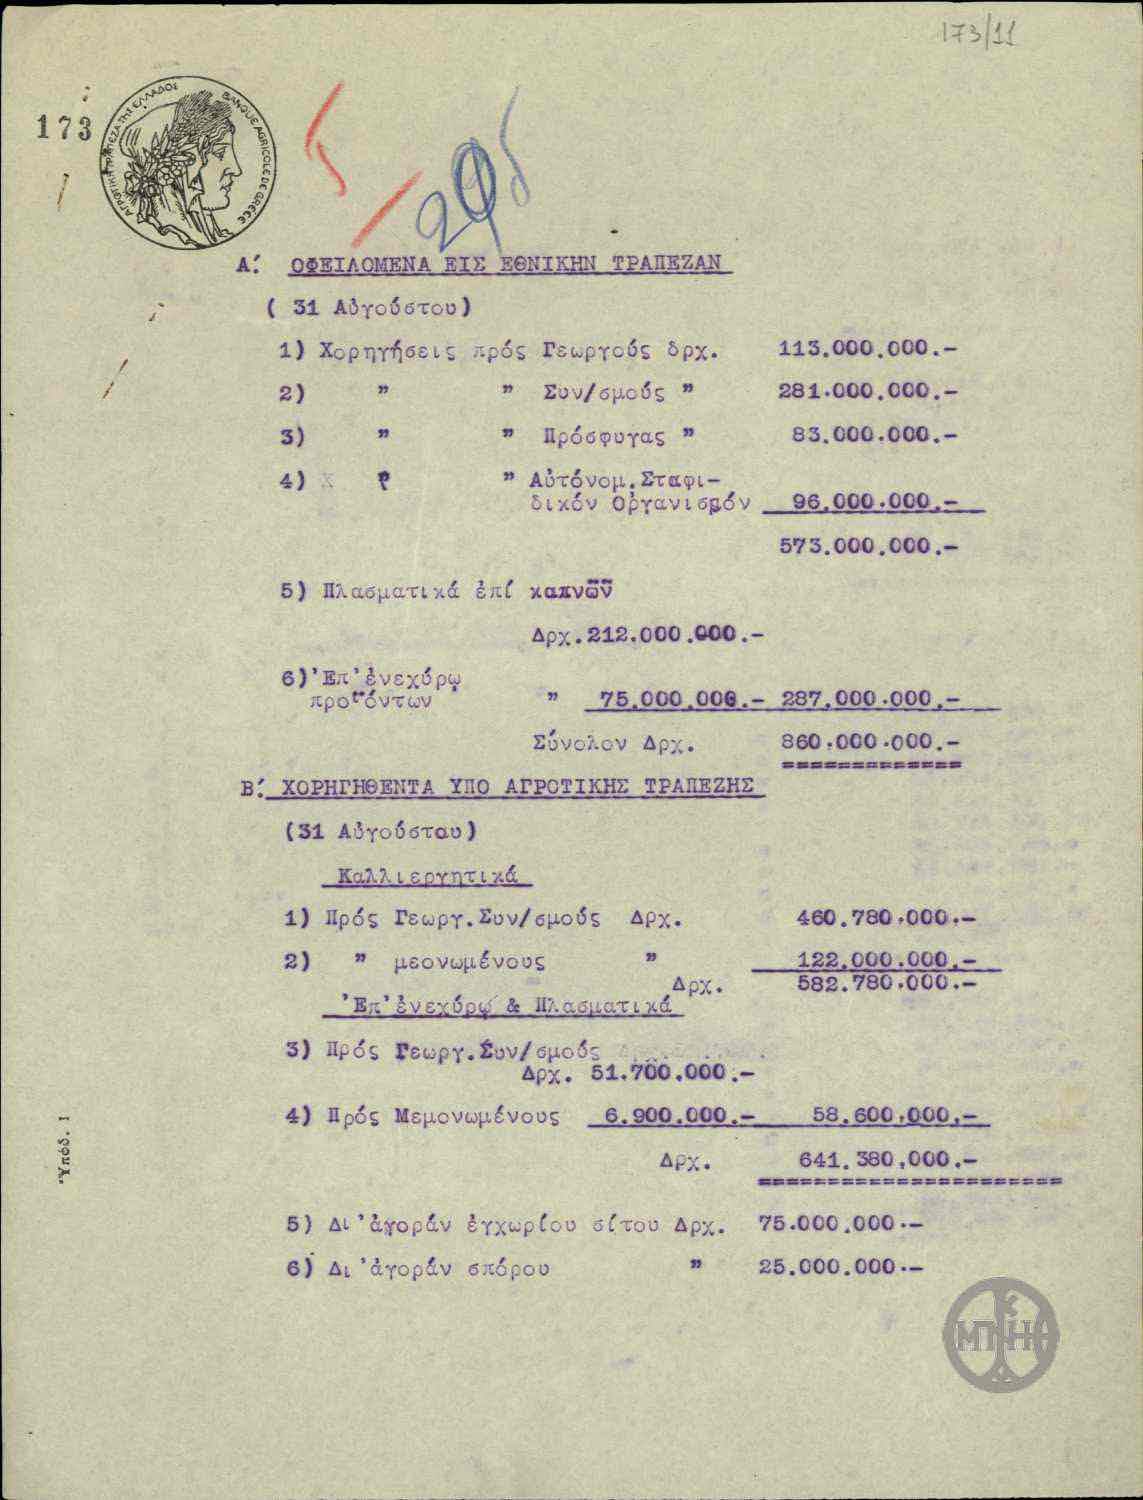 173/11
173
ΑΓΡΟΤΙΚΗ ΤΡΑΠΕΖΑ ΤΗΣ ΕΛΛΑΔΟΣ BANQUE AGRICOLE DE GRECE
Α΄. ΟΦΕΙΛΟΜΕΝΑ ΕΙΣ ΕΘΝΙΚΗΝ ΤΡΑΠΕΖΑΝ
( 31 Αὐγούστου)
1) Χορηγήσεις πρός Γεωργούς δρχ. 113.000.000.-
2) " " Συν/σμούς " 281.000.000.-
3) " " Πρόσφυγας " 83.000.000.-
4) " " Αὐτόνομ.Σταφι-
δικόν Οργανισμόν 96.000.000.-
573.000.000.-
5) Πλασματικά ἐπί καπνῶν
Δρχ.212.000.000.-
6)'Επ'ἐνεχύρῳ
προϊόντων " 75.000.000.- 287.000.000.-
Σύνολον Δρχ. 860.000.000.-
=============
Β΄. ΧΟΡΗΓΗΘΕΝΤΑ ΥΠΟ ΑΓΡΟΤΙΚΗΣ ΤΡΑΠΕΖΗΣ
(31 Αὐγούσταυ)
Καλλιεργητικά
1) Πρός Γεωργ.Συν/σμούς Δρχ. 460.780.000.-
2) " μεονωμένους " 122.000.000.-
Δρχ. 582.780.000.-
'Επ'ἐνεχύρῳ & Πλασματικά
3) Πρός Γεωργ.Συν/σμούς
Δρχ. 51.700.000.-
4) Πρός Μεμονωμένους 6.900.000.- 58.600.000.-
Δρχ. 641.380.000.-
======================
5) Δι'ἀγοράν ἐγχωρίου σίτου Δρχ. 75.000.000.-
6) Δι'ἀγοράν σπόρου " 25.000.000.-
Ὑπόδ. 1
ΜΠΝΗΑ